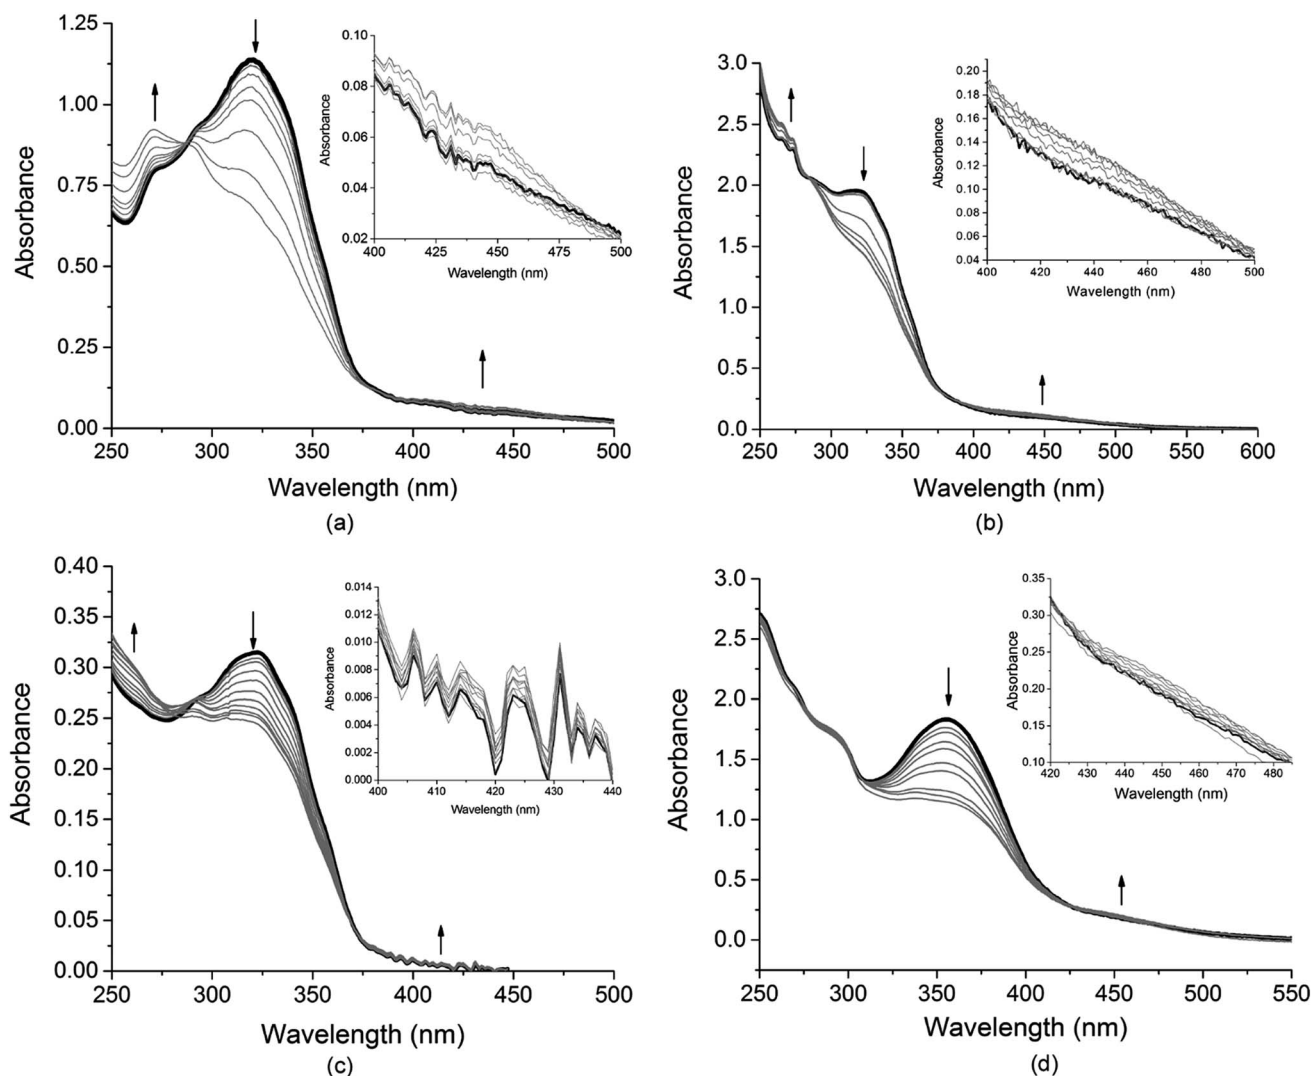 1.25
1.00
0.75
0.50
0.25
0.00
Absorbance
250 300 350 400 450 500
Wavelength (nm)
0.10
0.08
0.06
0.04
0.02
Absorbance
400 425 450 475 500
Wavelength (nm)
(a)
3.0
2.5
2.0
1.5
1.0
0.5
0.0
Absorbance
250 300 350 400 450 500 550 600
Wavelength (nm)
0.20
0.18
0.16
0.14
0.12
0.10
0.08
0.06
0.04
Absorbance
400 420 440 460 480 500
Wavelength (nm)
(b)
0.40
0.35
0.30
0.25
0.20
0.15
0.10
0.05
0.00
Absorbance
250 300 350 400 450 500
Wavelength (nm)
0.014
0.012
0.010
0.008
0.006
0.004
0.002
0.000
Absorbance
400 410 420 430 440
Wavelength (nm)
(c)
3.0
2.5
2.0
1.5
1.0
0.5
0.0
Absorbance
250 300 350 400 450 500 550
Wavelength (nm)
0.35
0.30
0.25
0.20
0.15
0.10
Absorbance
420 430 440 450 460 470 480
Wavelength (nm)
(d)